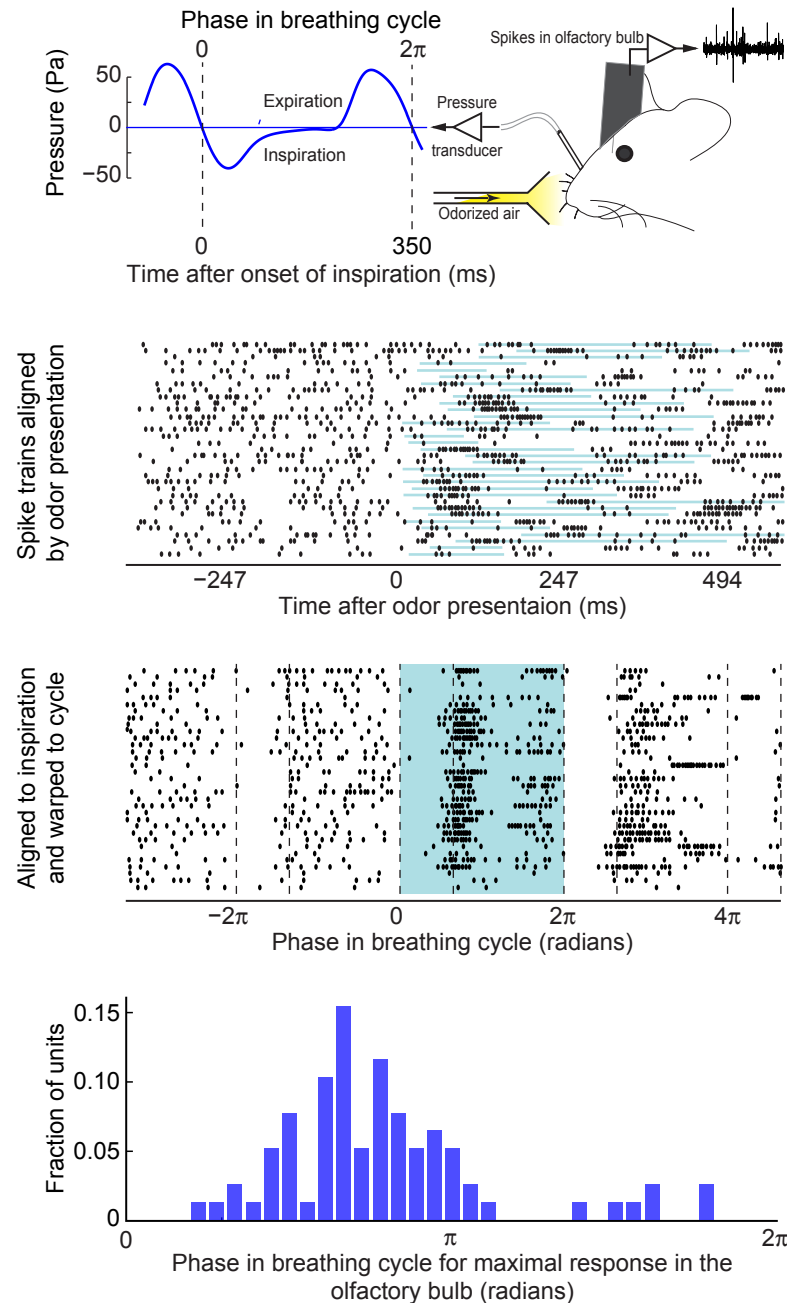 Phase in breathing cycle
0
2π
Spikes in olfactory bulb
Pressure (Pa)
50
0
−50
Expiration
Inspiration
Pressure
transducer
Odorized air
0
350
Time after onset of inspiration (ms)
Spike trains aligned
by odor presentation
−247
0
247
494
Time after odor presentaion (ms)
Aligned to inspiration
and warped to cycle
−2π
0
2π
4π
Phase in breathing cycle (radians)
Fraction of units
0.15
0.10
0.05
0
0
π
2π
Phase in breathing cycle for maximal response in the
olfactory bulb (radians)